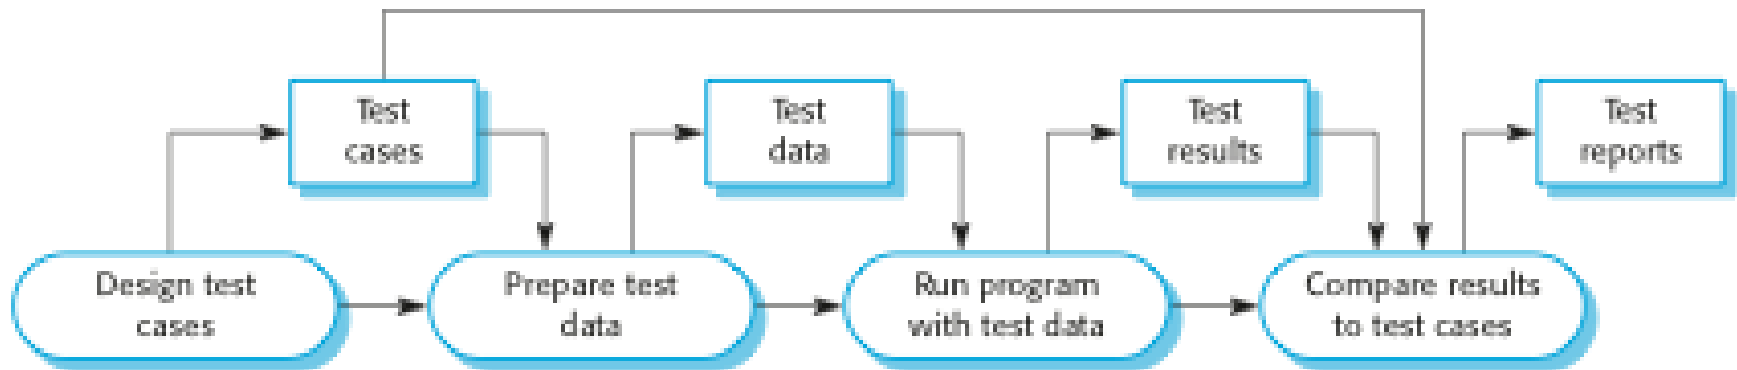 Test
cases
Test
data
Test
results
Test
reports
Design test
cases
Prepare test
data
Run program
with test data
Compare results
to test cases